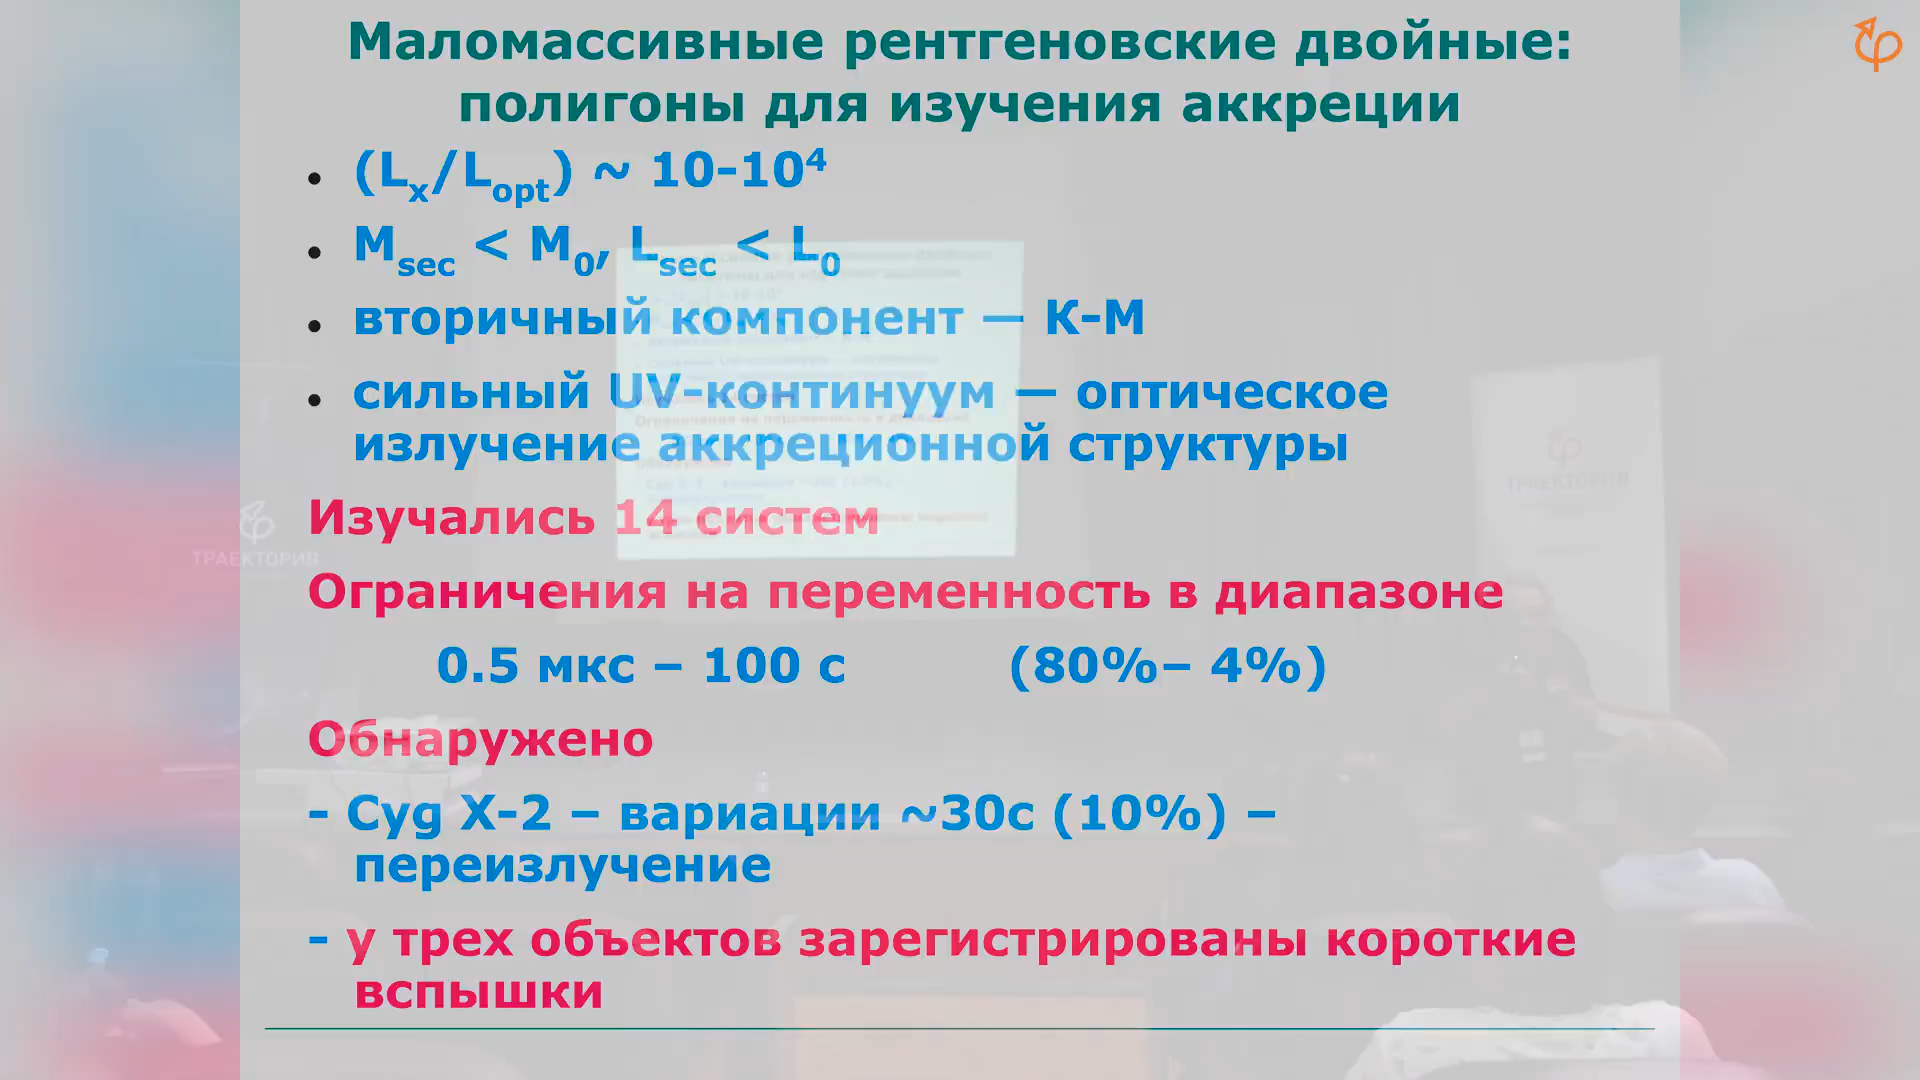 Маломассивные рентгеновские двойные:
полигоны для изучения аккреции
• (Lx/Lopt) ~ 10-10⁴
• Msec < M0, Lsec < L0
• вторичный компонент — К-М
• сильный UV-континуум — оптическое
излучение аккреционной структуры
Изучались 14 систем
Ограничения на переменность в диапазоне
0.5 мкс – 100 с (80%– 4%)
Обнаружено
- Cyg X-2 – вариации ~30с (10%) –
переизлучение
- у трех объектов зарегистрированы короткие
вспышки
ТРАЕКТОРИЯ
ТРАЕКТОРИЯ